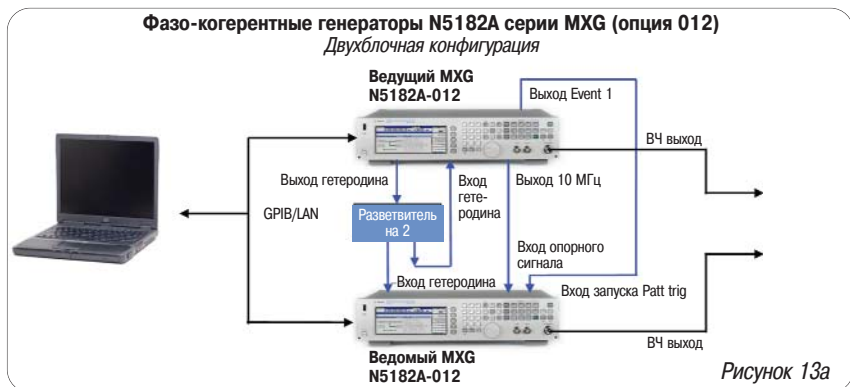 Фазо-когерентные генераторы N5182A серии MXG (опция 012)
Двухблочная конфигурация
Ведущий MXG
N5182A-012
Выход Event 1
ВЧ выход
Выход гетеродина
Вход
гете-
родина
Выход 10 МГц
GPIB/LAN
Разветвитель
на 2
Вход опорного
сигнала
Вход гетеродина
Вход запуска Patt trig
ВЧ выход
Ведомый MXG
N5182A-012
Рисунок 13а